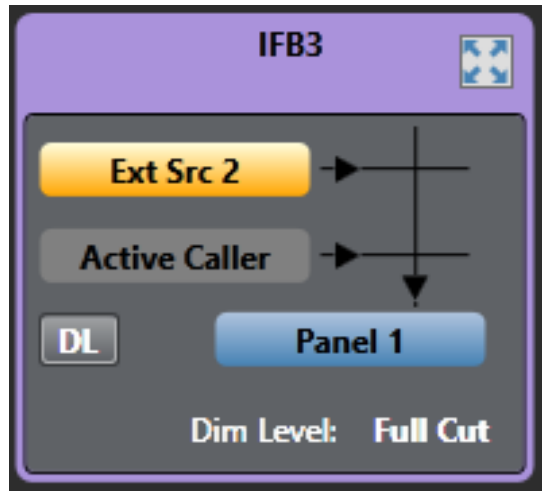 IFB3
Ext Src 2
Active Caller
DL Panel 1
Dim Level: Full Cut